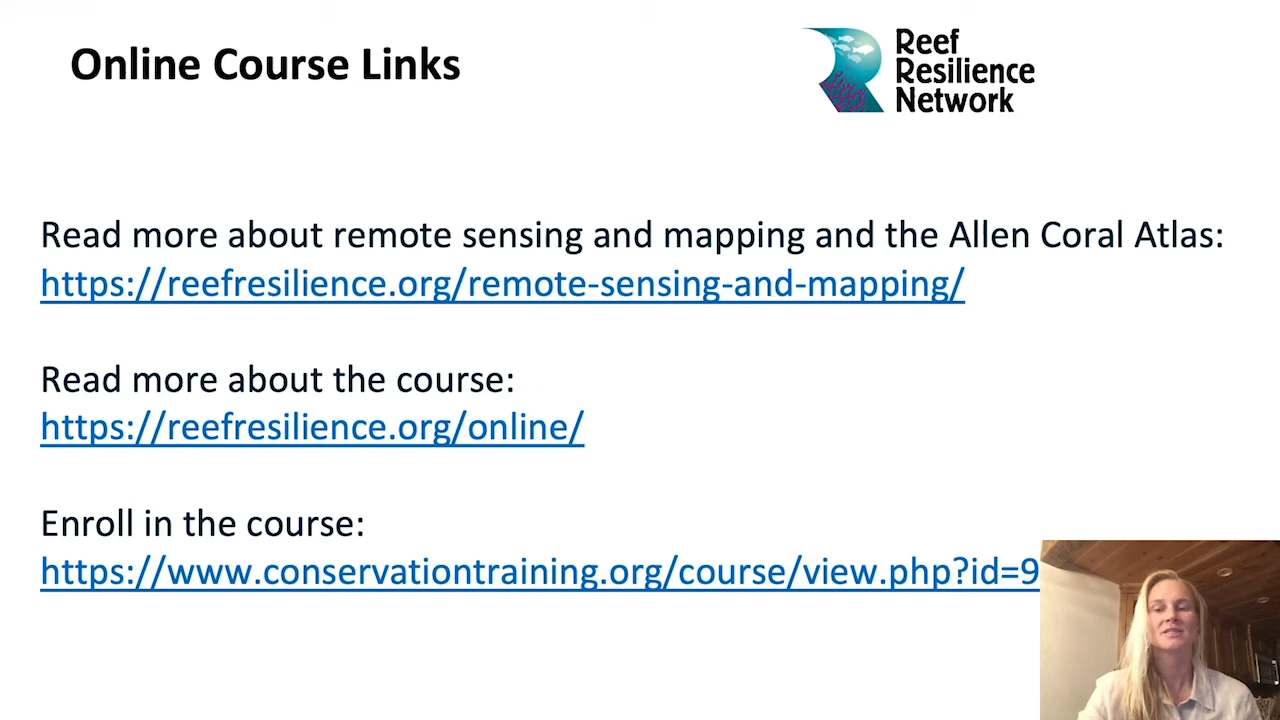 Online Course Links
Reef
Resilience
Network
Read more about remote sensing and mapping and the Allen Coral Atlas:
https://reefresilience.org/remote-sensing-and-mapping/
Read more about the course:
https://reefresilience.org/online/
Enroll in the course:
https://www.conservationtraining.org/course/view.php?id=9